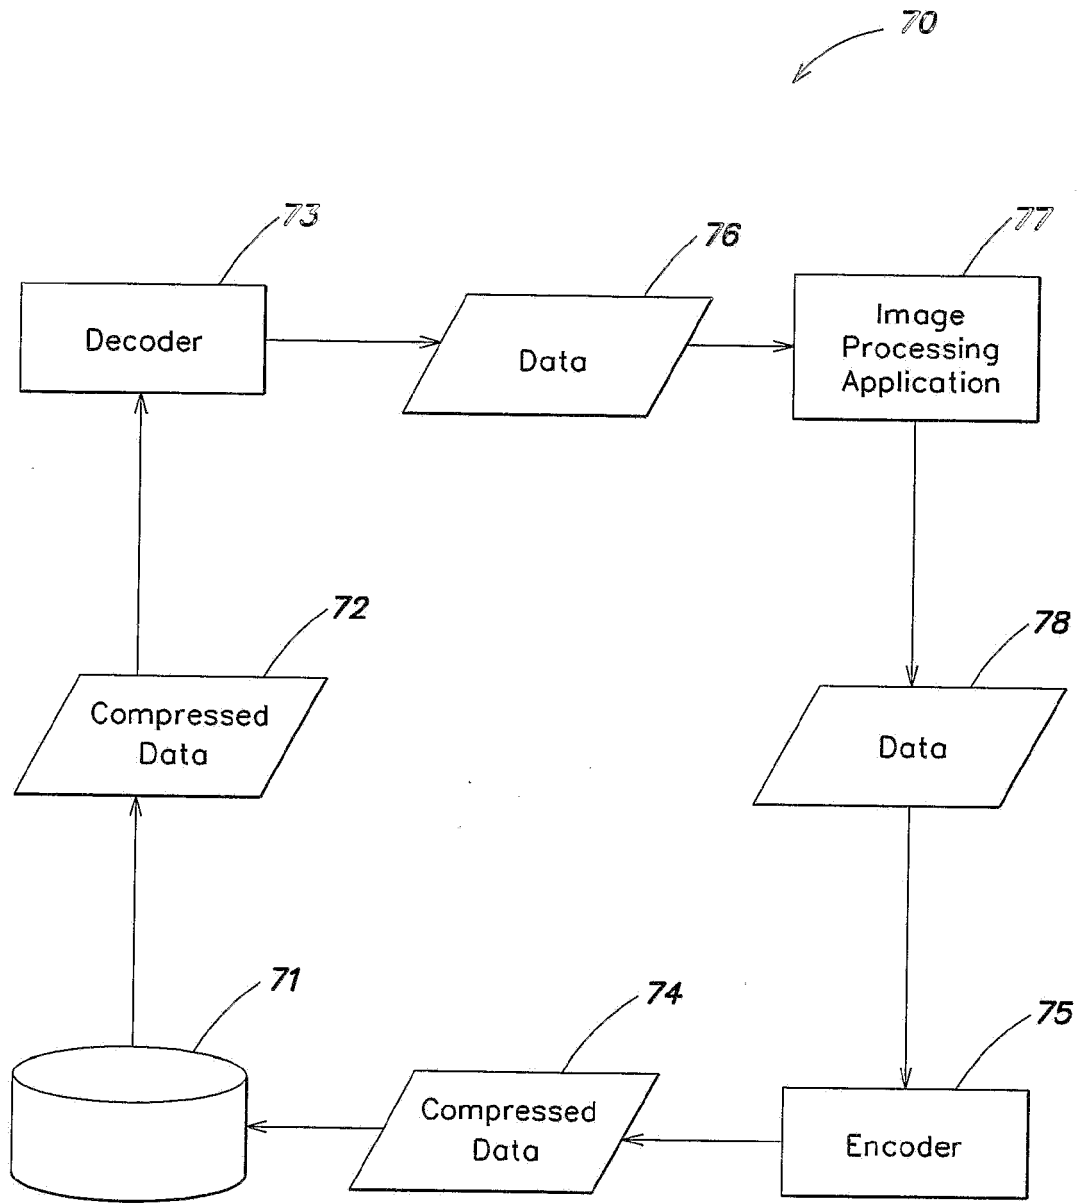 70
73
76
77
Decoder
Data
Image
Processing
Application
72
78
Compressed
Data
Data
71
74
75
Compressed
Data
Encoder